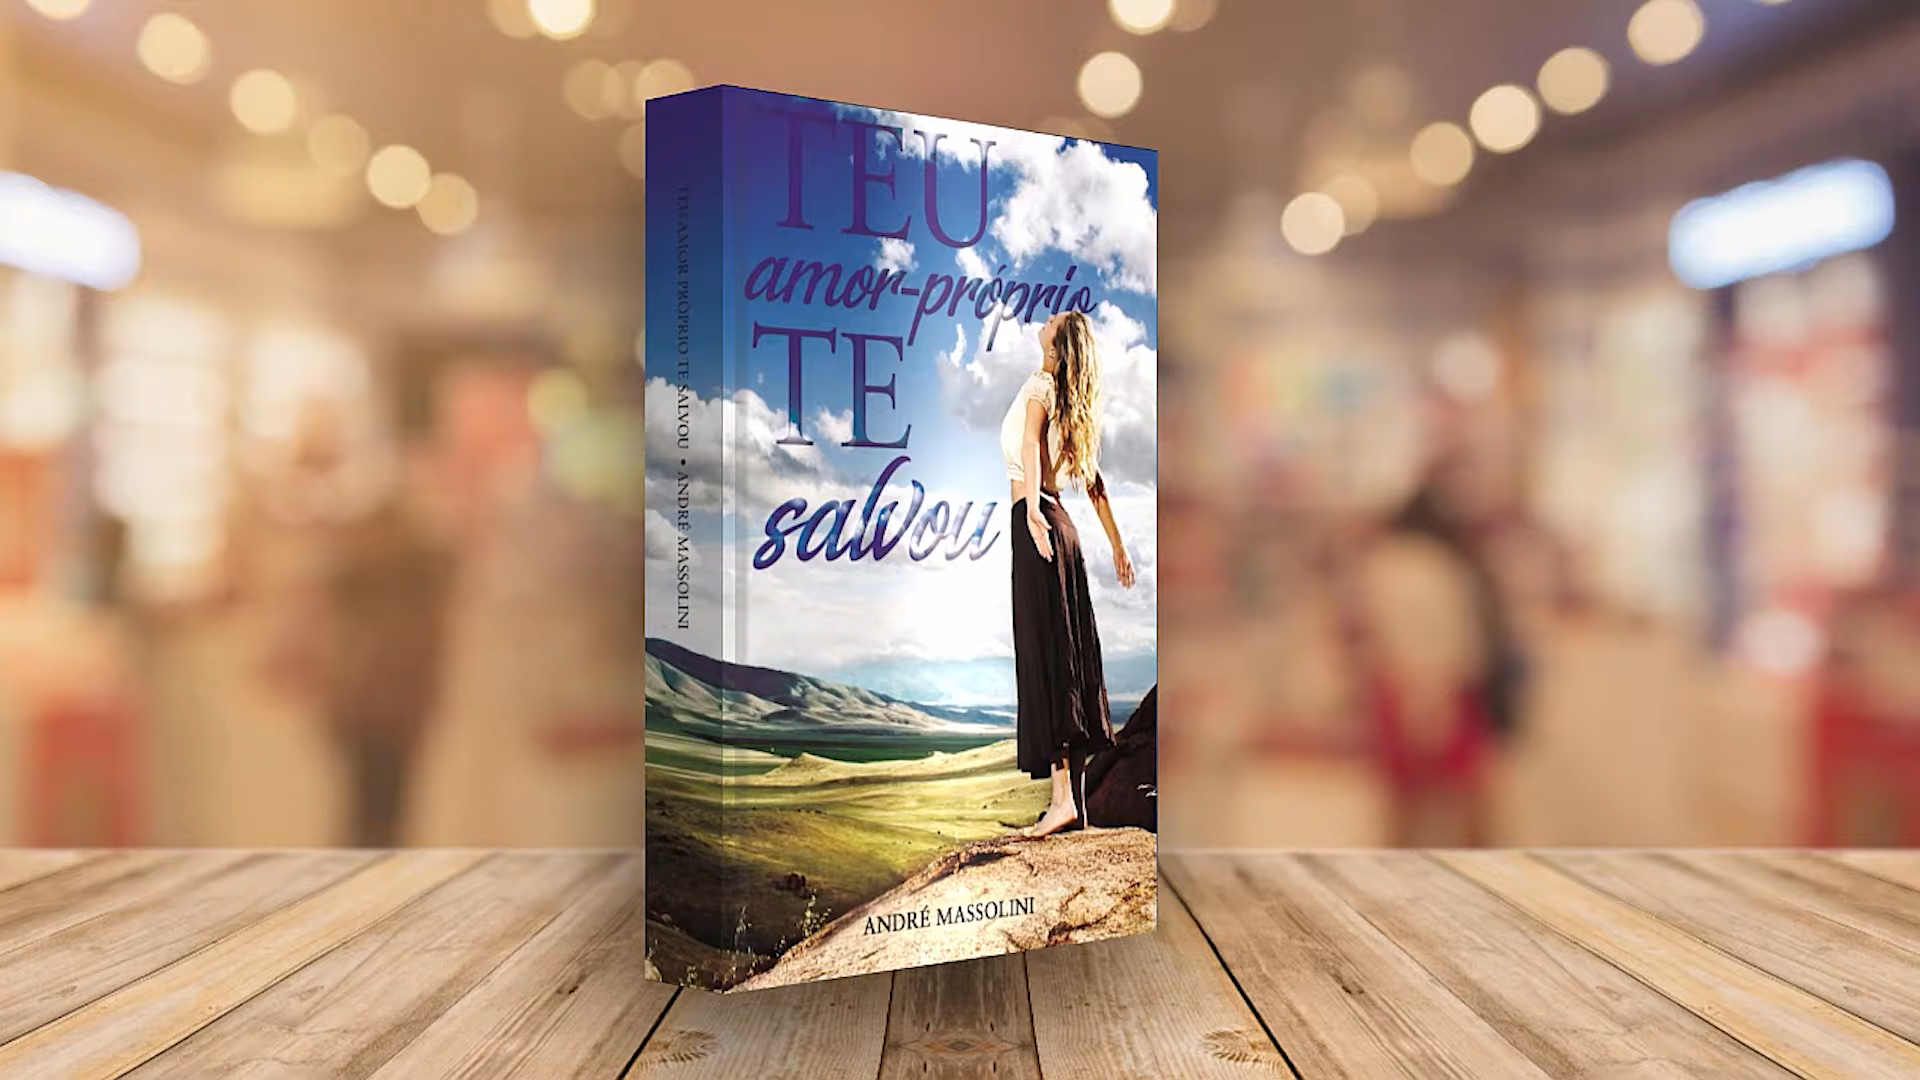 TEU
amor-próprio
TE
salvou
ANDRÉ MASSOLINI
TEU AMOR PRÓPRIO TE SALVOU • ANDRÉ MASSOLINI